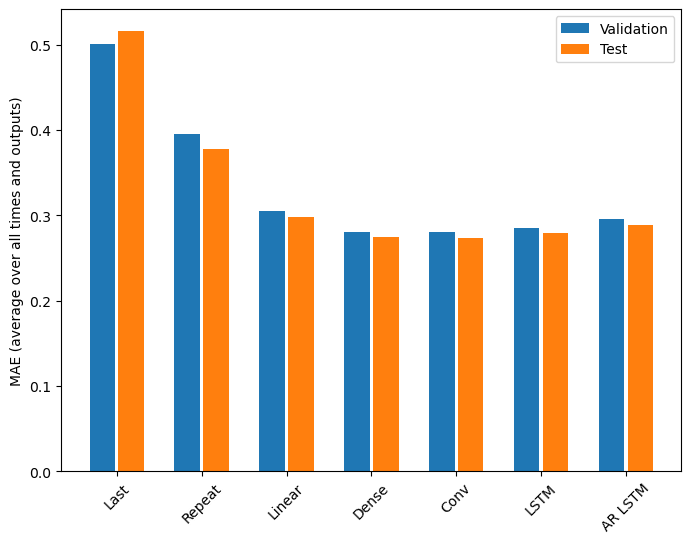 Validation
Test
MAE (average over all times and outputs)
0.5
0.4
0.3
0.2
0.1
0.0
Last
Repeat
Linear
Dense
Conv
LSTM
AR LSTM